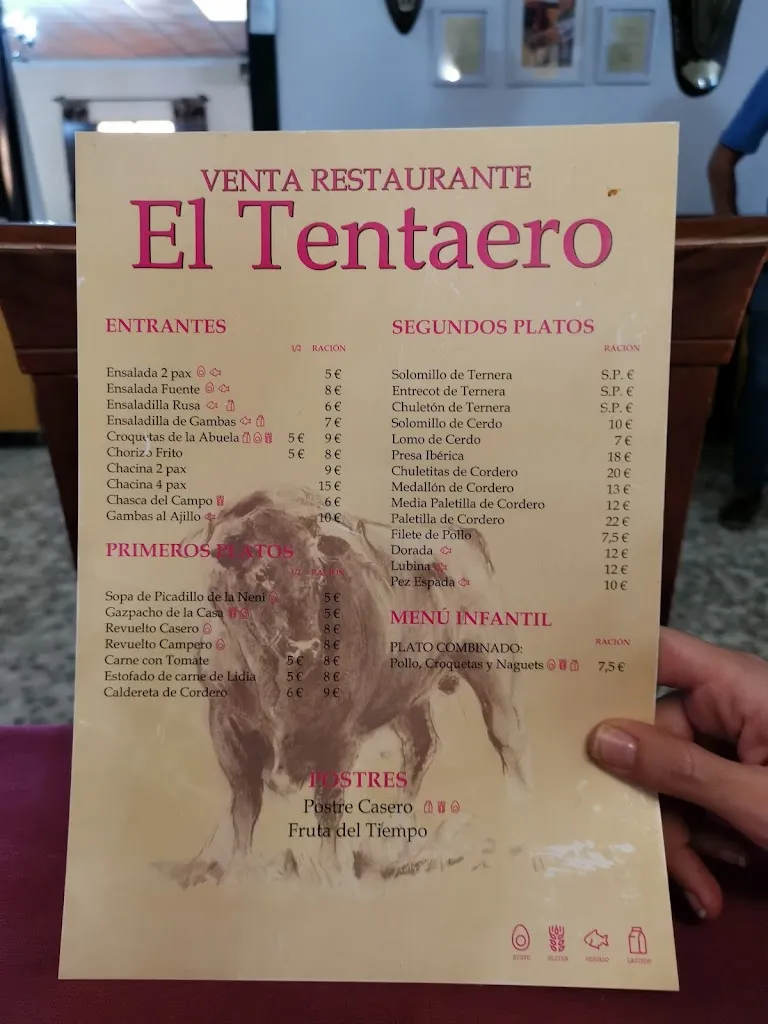 VENTA RESTAURANTE
El Tentaero
ENTRANTES
1/2 RACIÓN
Ensalada 2 pax 5 €
Ensalada Fuente 8 €
Ensaladilla Rusa 6 €
Ensaladilla de Gambas 7 €
Croquetas de la Abuela 5 € 9 €
Chorizo Frito 5 € 8 €
Chacina 2 pax 9 €
Chacina 4 pax 15 €
Chasca del Campo 6 €
Gambas al Ajillo 10 €
PRIMEROS PLATOS
1/2 RACIÓN
Sopa de Picadillo de la Neni 5 €
Gazpacho de la Casa 5 €
Revuelto Casero 8 €
Revuelto Campero 8 €
Carne con Tomate 5 € 8 €
Estofado de carne de Lidia 5 € 8 €
Caldereta de Cordero 6 € 9 €
SEGUNDOS PLATOS
RACIÓN
Solomillo de Ternera S.P. €
Entrecot de Ternera S.P. €
Chuletón de Ternera S.P. €
Solomillo de Cerdo 10 €
Lomo de Cerdo 7 €
Presa Ibérica 18 €
Chuletitas de Cordero 20 €
Medallón de Cordero 13 €
Media Paletilla de Cordero 12 €
Paletilla de Cordero 22 €
Filete de Pollo 7,5 €
Dorada 12 €
Lubina 12 €
Pez Espada 10 €
MENÚ INFANTIL
RACIÓN
PLATO COMBINADO:
Pollo, Croquetas y Naguets 7,5 €
POSTRES
Postre Casero
Fruta del Tiempo
HUEVO GLUTEN PESCADO LACTEOS